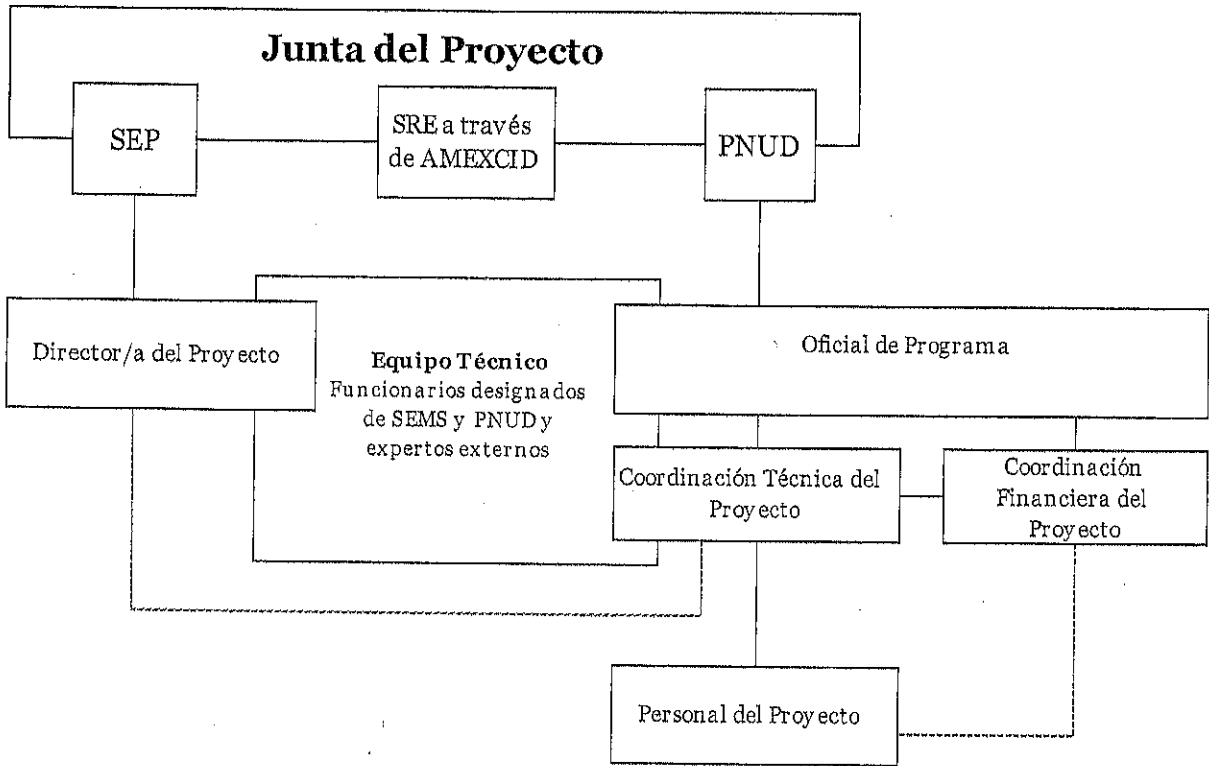 Junta del Proyecto
SEP
SRE a través
de AMEXCID
PNUD
Director/a del Proyecto
Equipo Técnico
Funcionarios designados
de SEMS y PNUD y
expertos externos
Oficial de Programa
Coordinación Técnica del
Proyecto
Coordinación
Financiera del
Proyecto
Personal del Proyecto